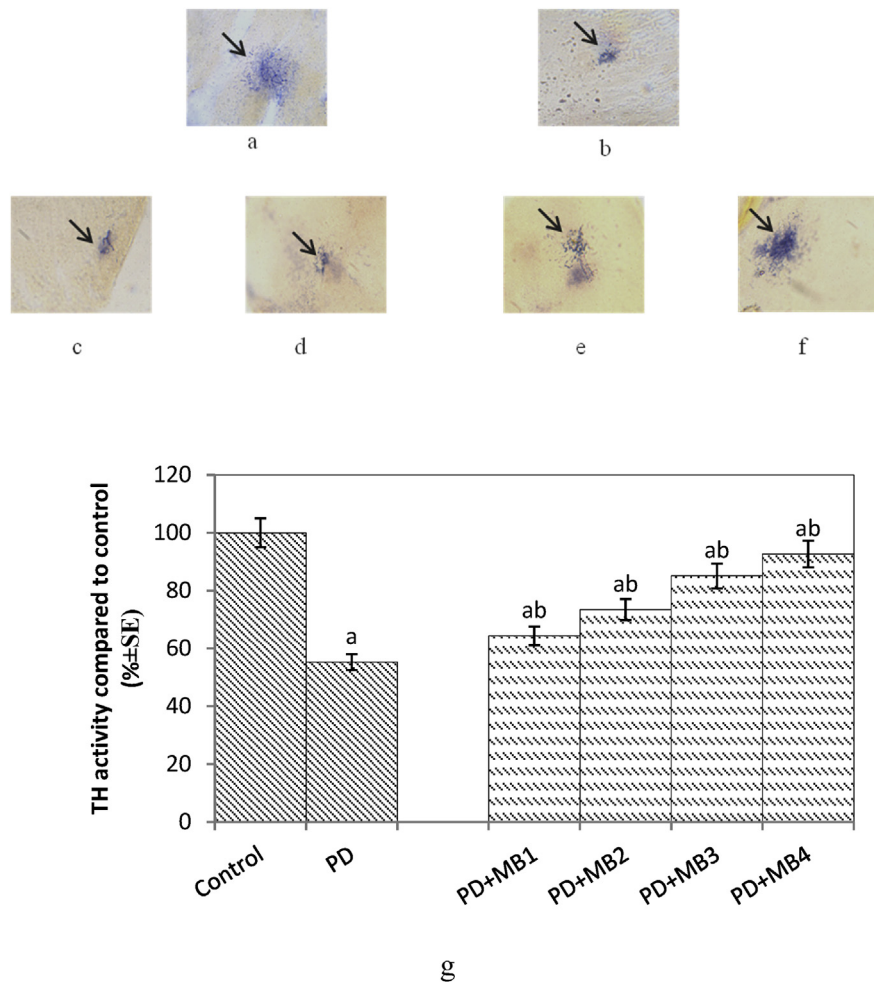 a
b
c
d
e
f
TH activity compared to control
(%±SE)
120
100
80
60
40
20
0
a
ab
ab
ab
ab
Control
PD
PD+MB1
PD+MB2
PD+MB3
PD+MB4
g